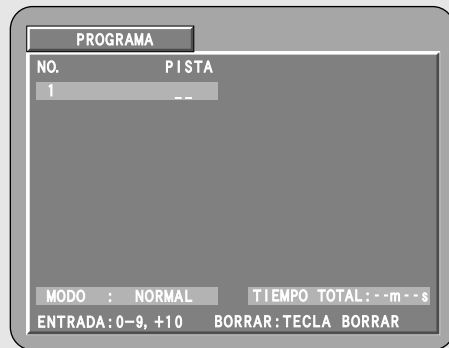 PROGRAMA
NO. PISTA
1 _ _
MODO : NORMAL TIEMPO TOTAL:--m--s
ENTRADA:0–9, +10 BORRAR:TECLA BORRAR